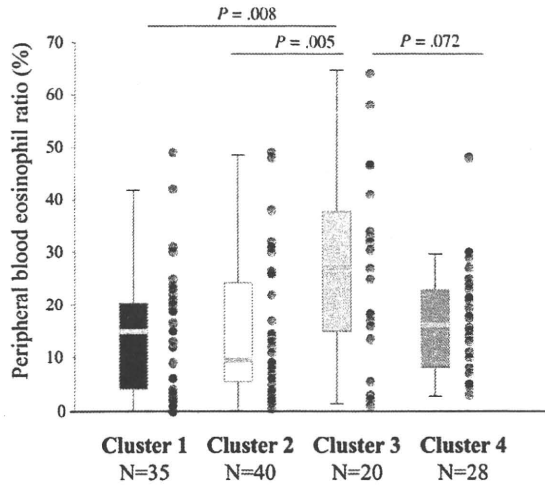 P = .008
P = .005
P = .072
Peripheral blood eosinophil ratio (%)
70
60
50
40
30
20
10
0
Cluster 1 Cluster 2 Cluster 3 Cluster 4
N=35 N=40 N=20 N=28